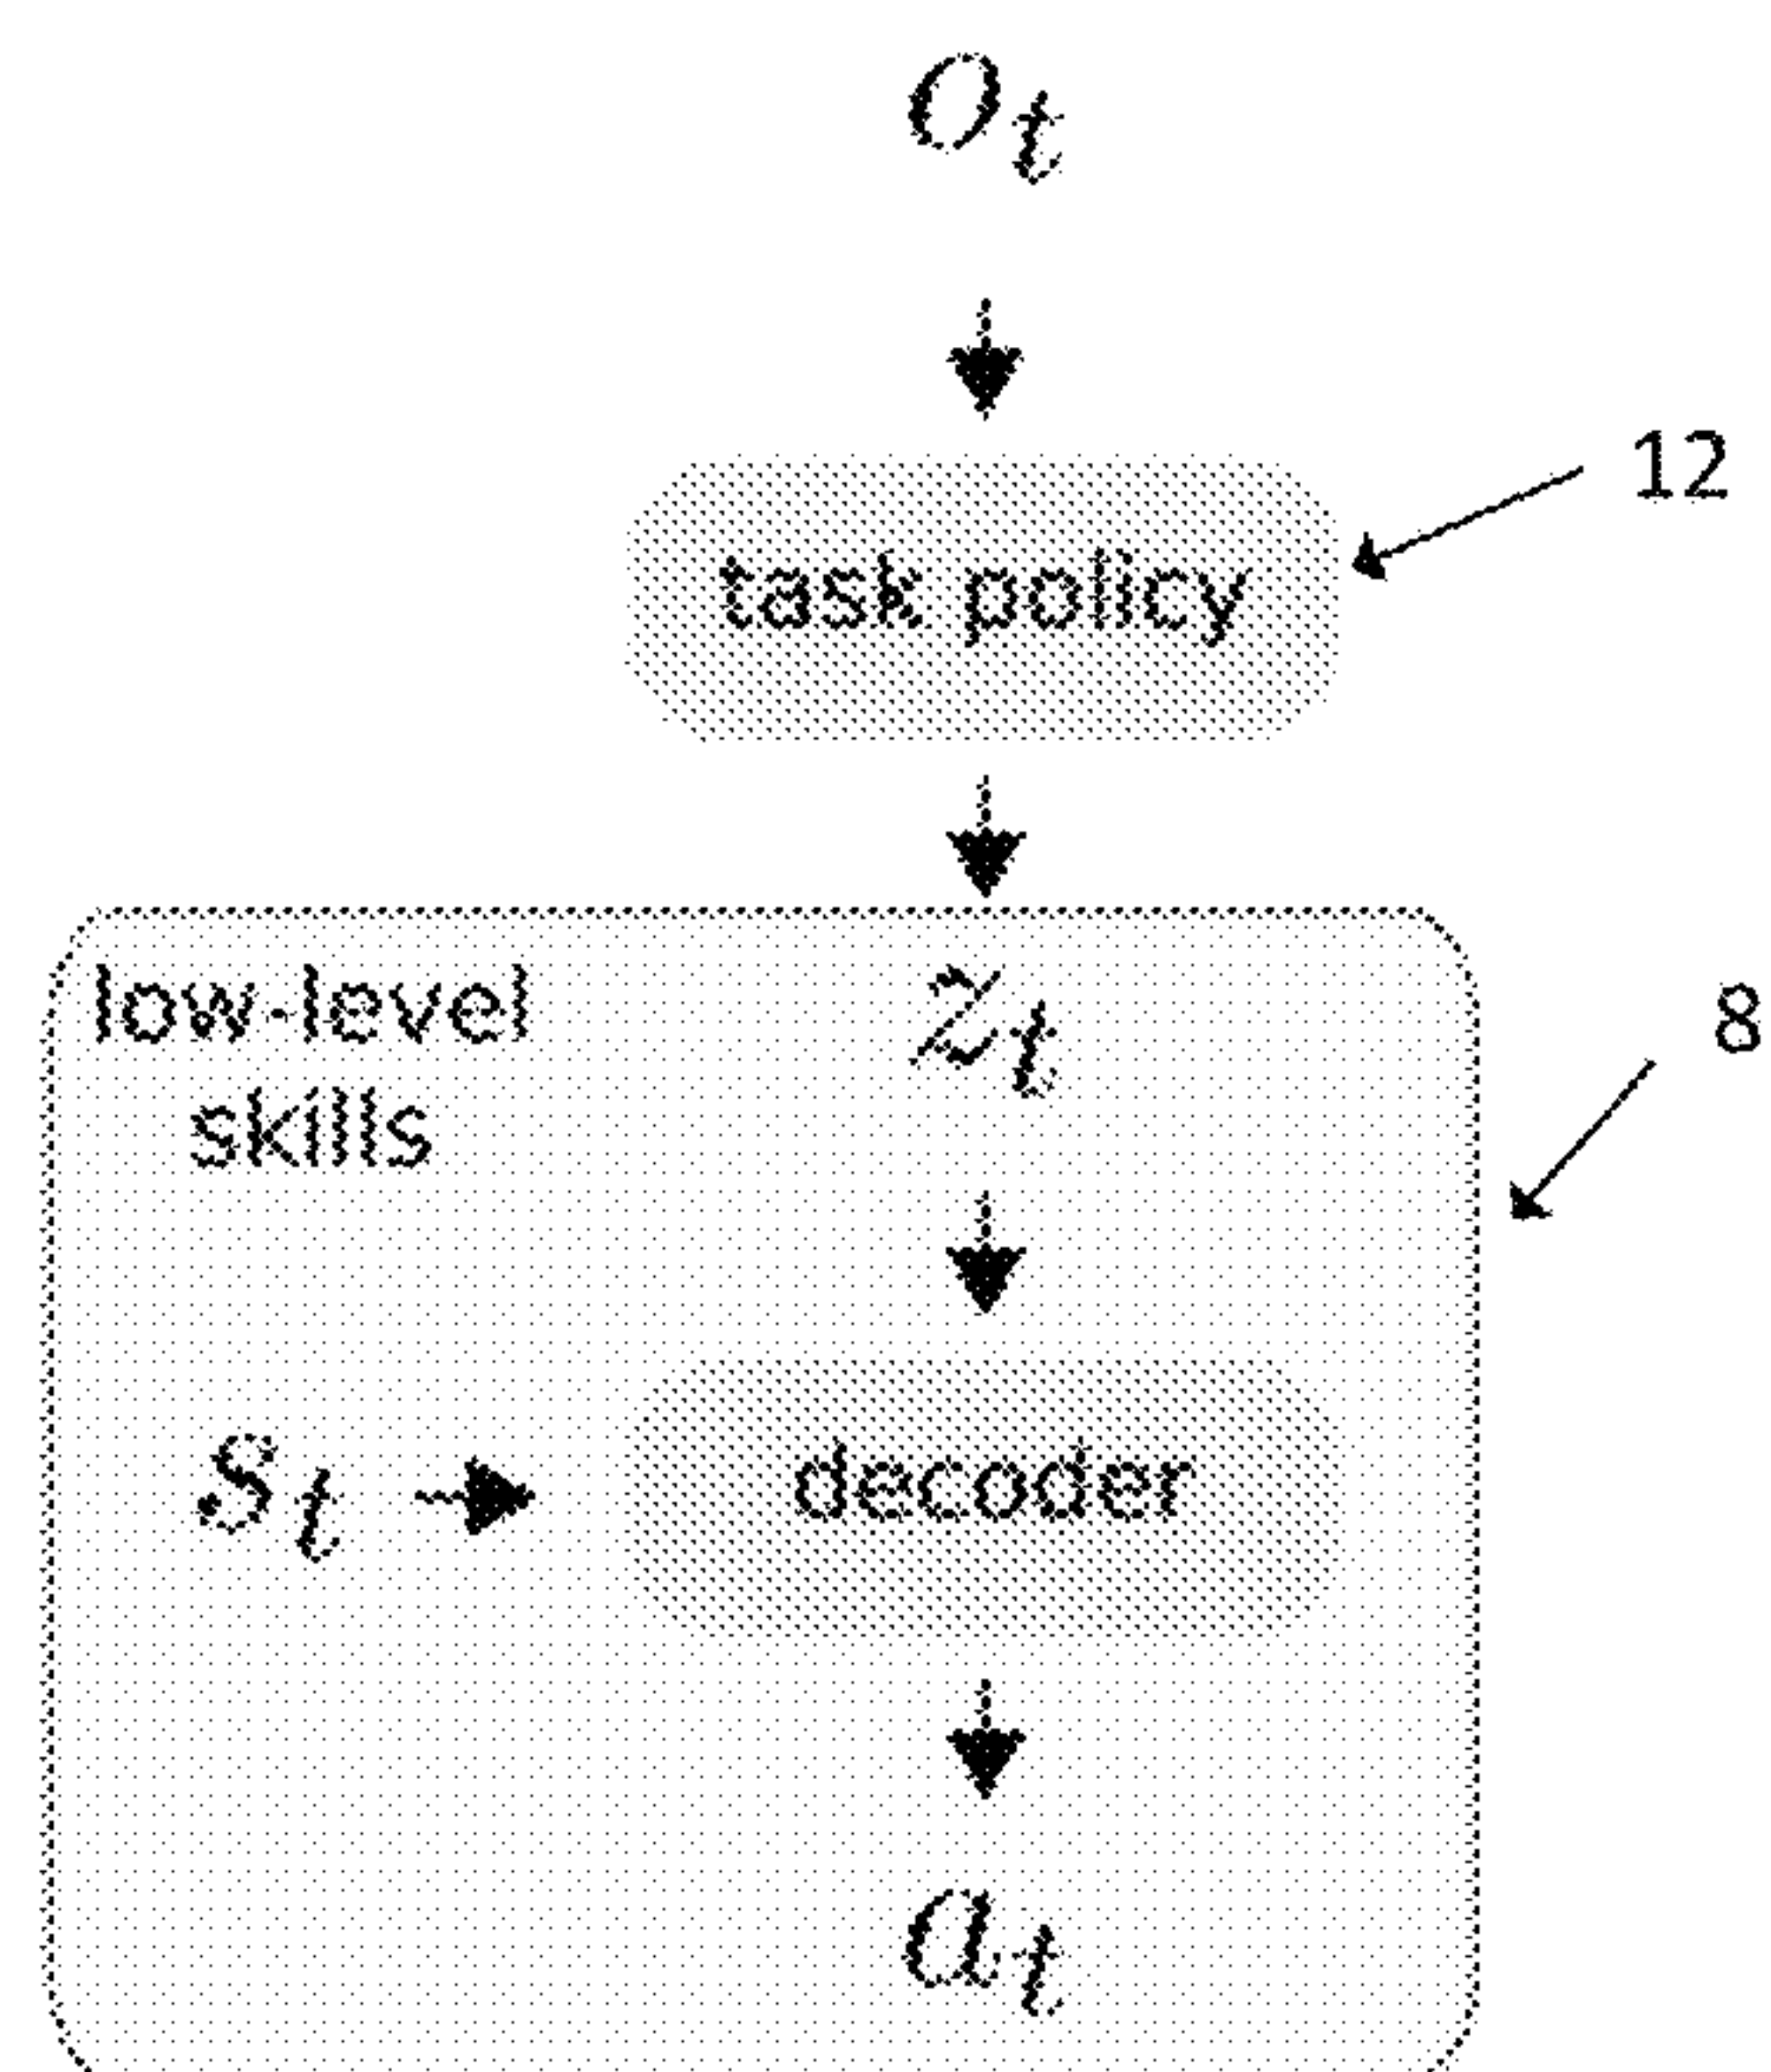 o_t
12
task policy
low-level
skills
z_t
8
s_t
decoder
a_t